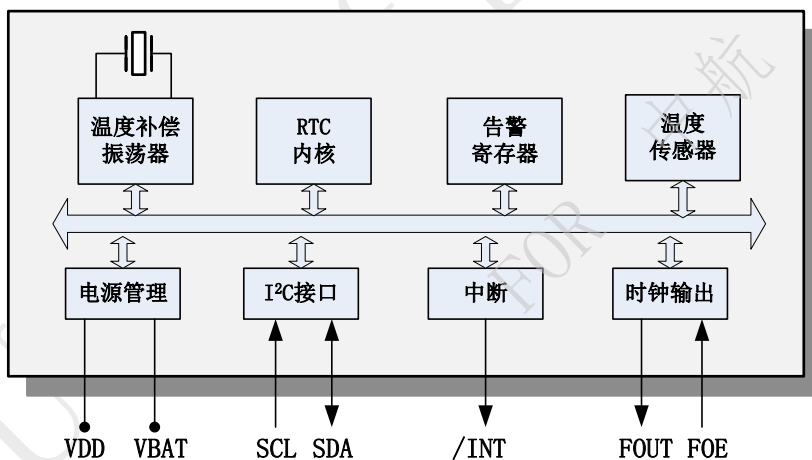 温度补偿
振荡器
RTC
内核
告警
寄存器
温度
传感器
电源管理
I²C接口
中断
时钟输出
VDD VBAT SCL SDA /INT FOUT FOE
FOR